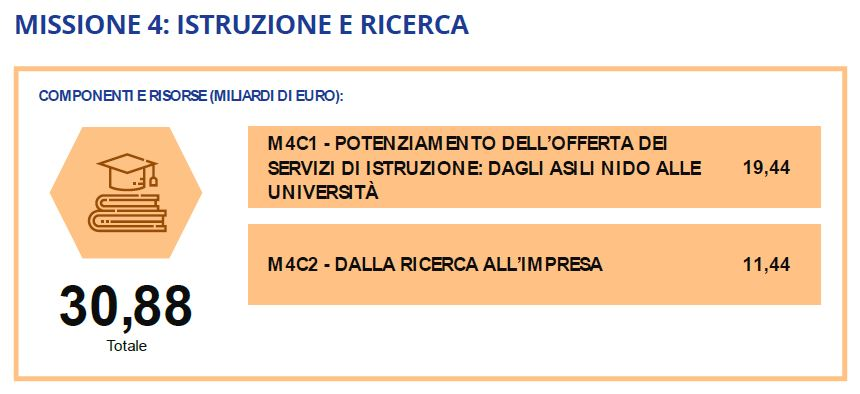 MISSIONE 4: ISTRUZIONE E RICERCA
COMPONENTI E RISORSE (MILIARDI DI EURO):
M4C1 - POTENZIAMENTO DELL'OFFERTA DEI
SERVIZI DI ISTRUZIONE: DAGLI ASILI NIDO ALLE
UNIVERSITÀ
19,44
M4C2 - DALLA RICERCA ALL'IMPRESA
11,44
30,88
Totale